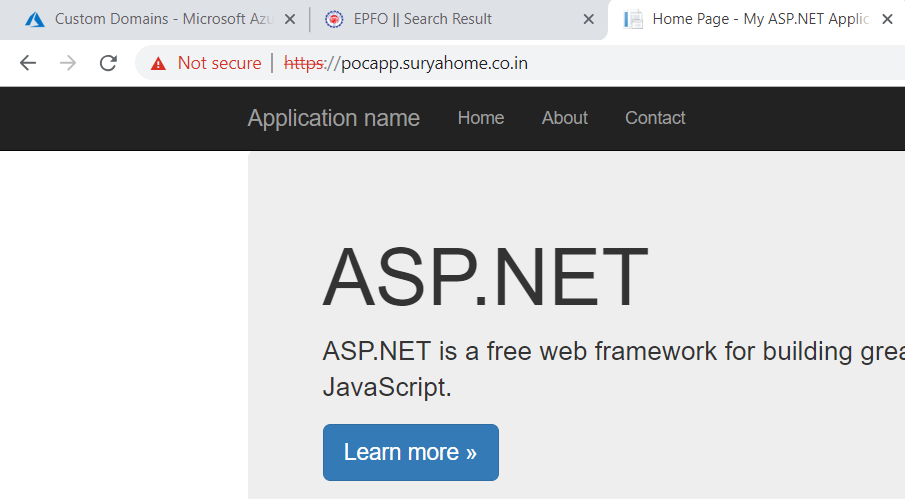 Custom Domains - Microsoft Azu
EPFO || Search Result
Home Page - My ASP.NET Applic
Not secure | https://pocapp.suryahome.co.in
Application name Home About Contact
ASP.NET
ASP.NET is a free web framework for building grea
JavaScript.
Learn more »